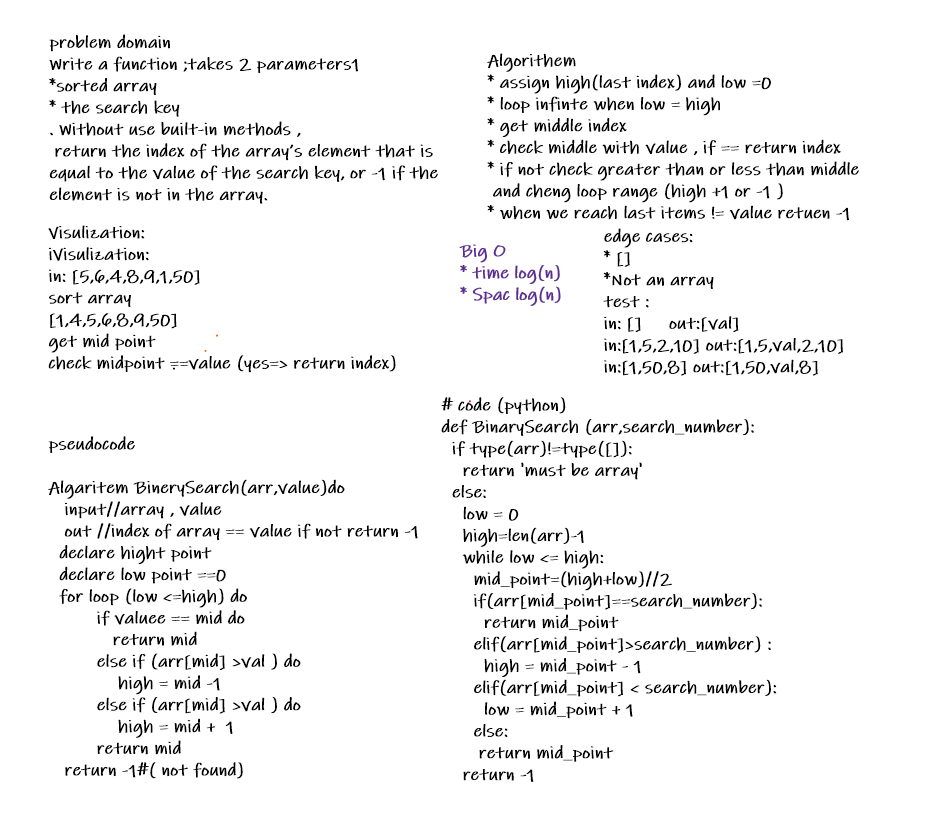 problem domain
Write a function ;takes 2 parameters1
*sorted array
* the search key
. Without use built-in methods ,
return the index of the array's element that is
equal to the value of the search key, or -1 if the
element is not in the array.
Visulization:
iVisulization:
in: [5,6,4,8,9,1,50]
sort array
[1,4,5,6,8,9,50]
get mid point
check midpoint ==value (yes=> return index)
pseudocode
Algaritem BinerySearch(arr,value)do
input//array , value
out //index of array == value if not return -1
declare hight point
declare low point ==0
for loop (low <=high) do
if valuee == mid do
return mid
else if (arr[mid] >val ) do
high = mid -1
else if (arr[mid] >val ) do
high = mid + 1
return mid
return -1#( not found)
Algorithem
* assign high(last index) and low =0
* loop infinte when low = high
* get middle index
* check middle with value , if == return index
* if not check greater than or less than middle
and cheng loop range (high +1 or -1 )
* when we reach last items != value retuen -1
Big O
* time log(n)
* Spac log(n)
edge cases:
* []
*Not an array
test :
in: [] out:[val]
in:[1,5,2,10] out:[1,5,val,2,10]
in:[1,50,8] out:[1,50,val,8]
# code (python)
def BinarySearch (arr,search_number):
if type(arr)!=type([]):
return 'must be array'
else:
low = 0
high=len(arr)-1
while low <= high:
mid_point=(high+low)//2
if(arr[mid_point]==search_number):
return mid_point
elif(arr[mid_point]>search_number) :
high = mid_point - 1
elif(arr[mid_point] < search_number):
low = mid_point + 1
else:
return mid_point
return -1